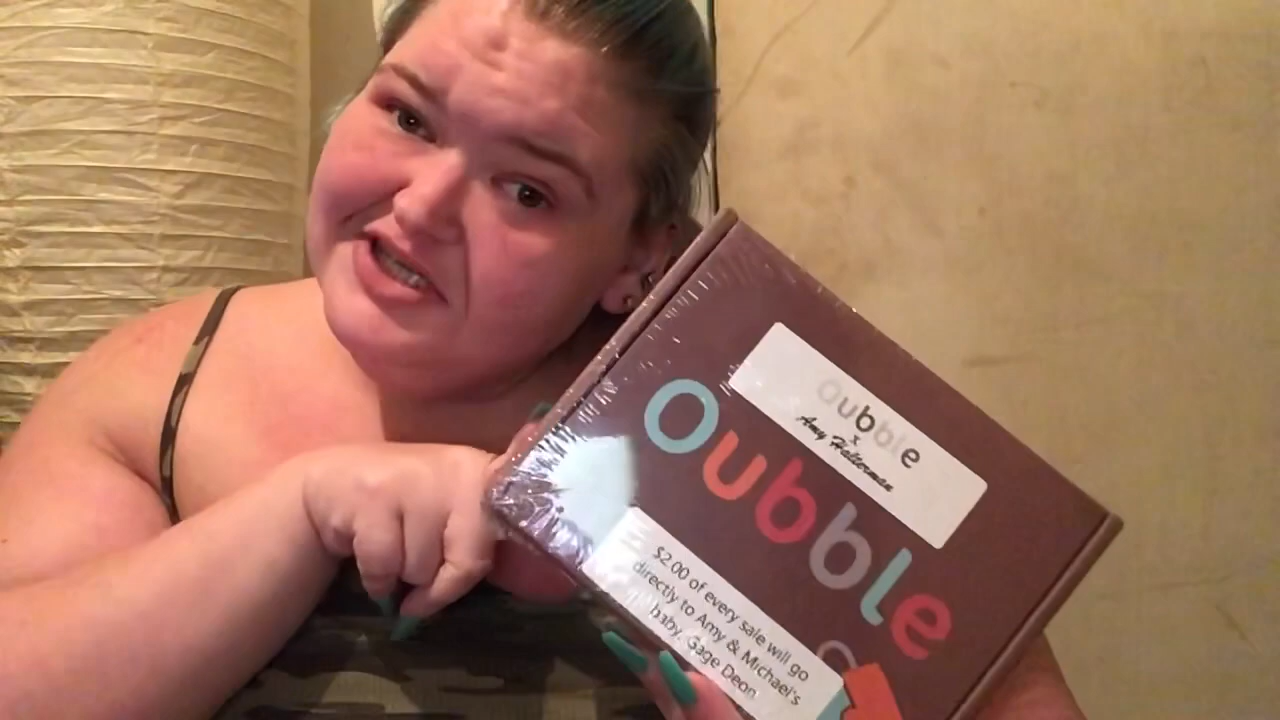 Oubble
x
Amy Halterman
Oubble
$2.00 of every sale will go
directly to Amy & Michael's
baby, Gage Deon